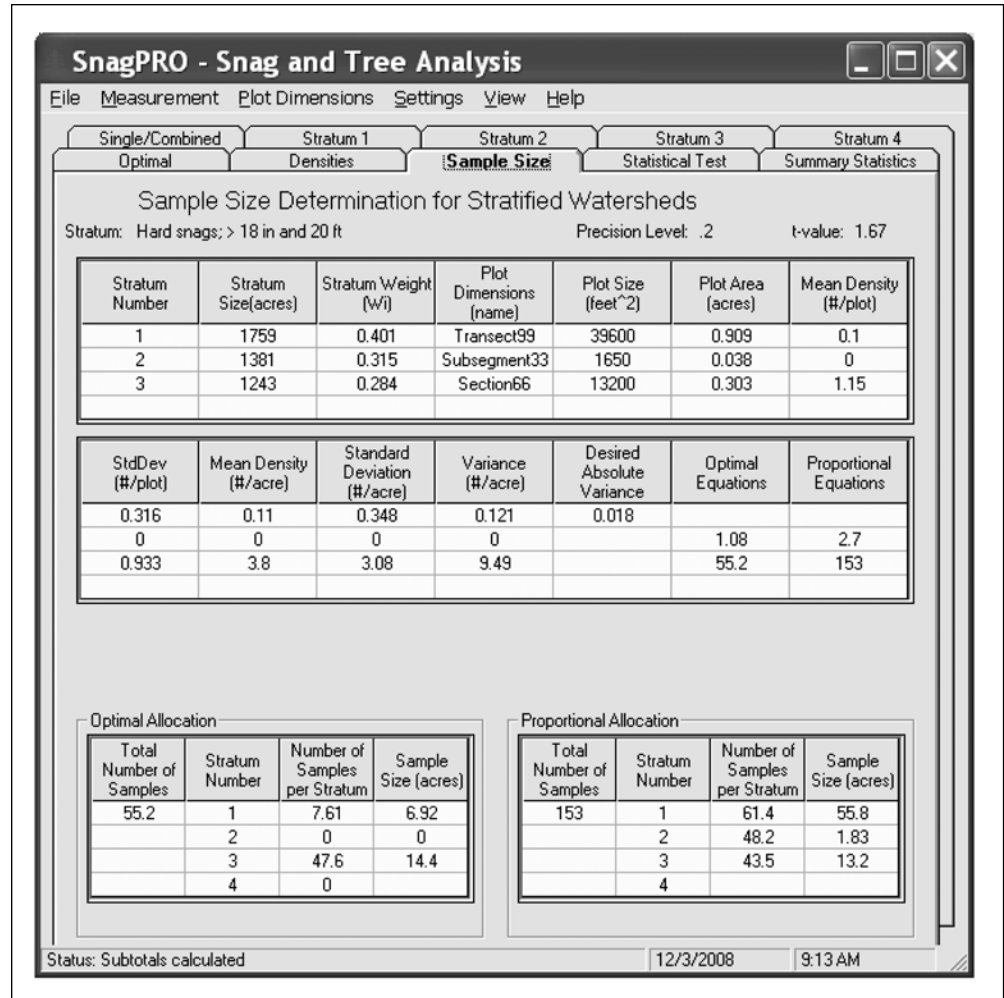 SnagPRO - Snag and Tree Analysis
File Measurement Plot Dimensions Settings View Help
Single/Combined Stratum 1 Stratum 2 Stratum 3 Stratum 4
Optimal Densities Sample Size Statistical Test Summary Statistics
Sample Size Determination for Stratified Watersheds
Stratum: Hard snags; > 18 in and 20 ft Precision Level: .2 t-value: 1.67
Stratum Number Stratum Size(acres) Stratum Weight (Wi) Plot Dimensions (name) Plot Size (feet^2) Plot Area (acres) Mean Density (#/plot)
1 1759 0.401 Transect99 39600 0.909 0.1
2 1381 0.315 Subsegment33 1650 0.038 0
3 1243 0.284 Section66 13200 0.303 1.15
StdDev (#/plot) Mean Density (#/acre) Standard Deviation (#/acre) Variance (#/acre) Desired Absolute Variance Optimal Equations Proportional Equations
0.316 0.11 0.348 0.121 0.018
0 0 0 0 1.08 2.7
0.933 3.8 3.08 9.49 55.2 153
Optimal Allocation
Total Number of Samples Stratum Number Number of Samples per Stratum Sample Size (acres)
55.2 1 7.61 6.92
2 0 0
3 47.6 14.4
4 0
Proportional Allocation
Total Number of Samples Stratum Number Number of Samples per Stratum Sample Size (acres)
153 1 61.4 55.8
2 48.2 1.83
3 43.5 13.2
4
Status: Subtotals calculated 12/3/2008 9:13 AM